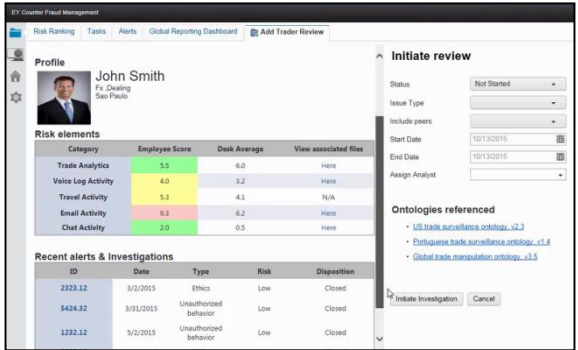 EY Counter Fraud Management
Risk Ranking Tasks Alerts Global Reporting Dashboard Add Trader Review
Profile
John Smith
Fx .Dealing
Sao Paulo
Risk elements
Category Employee Score Desk Average View associated files
Trade Analytics 5.5 6.0 Here
Voice Log Activity 4.0 3.2 Here
Travel Activity 5.3 4.1 N/A
Email Activity 9.3 6.2 Here
Chat Activity 2.0 0.5 Here
Recent alerts & Investigations
ID Date Type Risk Disposition
2323.12 3/2/2015 Ethics Low Closed
5424.32 3/31/2015 Unauthorized behavior Low Closed
1232.12 5/2/2015 Unauthorized behavior Low Closed
Initiate review
Status Not Started
Issue Type
Include peers
Start Date 10/13/2015
End Date 10/13/2015
Assign Analyst
Ontologies referenced
• US trade surveillance ontology, v2.3
• Portuguese trade surveillance ontology, v1.4
• Global trade manipulation ontology, v3.5
Initiate Investigation Cancel